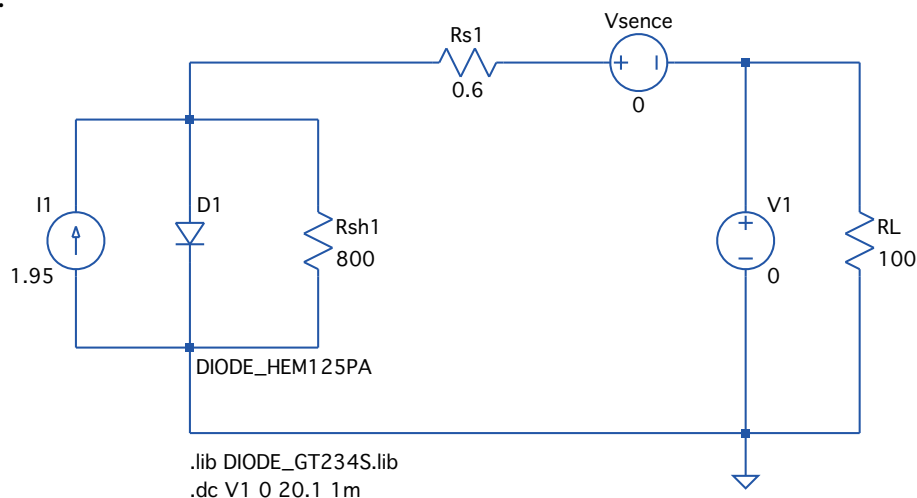 Vsence
Rs1
+ −
0.6
0
I1
D1
V1
+
Rsh1
RL
800
100
1.95
−
0
DIODE_HEM125PA
.lib DIODE_GT234S.lib
.dc V1 0 20.1 1m